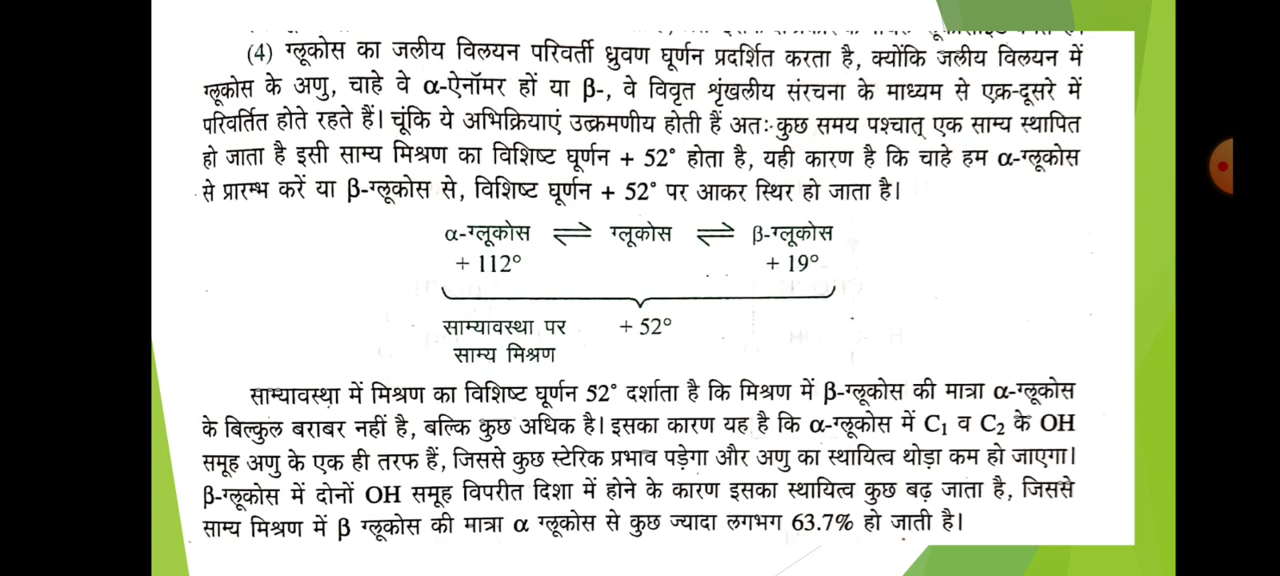 (4) ग्लूकोस का जलीय विलयन परिवर्ती ध्रुवण घूर्णन प्रदर्शित करता है, क्योंकि जलीय विलयन में
ग्लूकोस के अणु, चाहे वे α-ऐनॉमर हों या β-, वे विवृत शृंखलीय संरचना के माध्यम से एक-दूसरे में
परिवर्तित होते रहते हैं। चूंकि ये अभिक्रियाएं उत्क्रमणीय होती हैं अतः कुछ समय पश्चात् एक साम्य स्थापित
हो जाता है इसी साम्य मिश्रण का विशिष्ट घूर्णन + 52° होता है, यही कारण है कि चाहे हम α-ग्लूकोस
से प्रारम्भ करें या β-ग्लूकोस से, विशिष्ट घूर्णन + 52° पर आकर स्थिर हो जाता है।
α-ग्लूकोस ⇌ ग्लूकोस ⇌ β-ग्लूकोस
+ 112° + 19°
साम्यावस्था पर + 52°
साम्य मिश्रण
साम्यावस्था में मिश्रण का विशिष्ट घूर्णन 52° दर्शाता है कि मिश्रण में β-ग्लूकोस की मात्रा α-ग्लूकोस
के बिल्कुल बराबर नहीं है, बल्कि कुछ अधिक है। इसका कारण यह है कि α-ग्लूकोस में C₁ व C₂ के OH
समूह अणु के एक ही तरफ हैं, जिससे कुछ स्टेरिक प्रभाव पड़ेगा और अणु का स्थायित्व थोड़ा कम हो जाएगा।
β-ग्लूकोस में दोनों OH समूह विपरीत दिशा में होने के कारण इसका स्थायित्व कुछ बढ़ जाता है, जिससे
साम्य मिश्रण में β ग्लूकोस की मात्रा α ग्लूकोस से कुछ ज्यादा लगभग 63.7% हो जाती है।